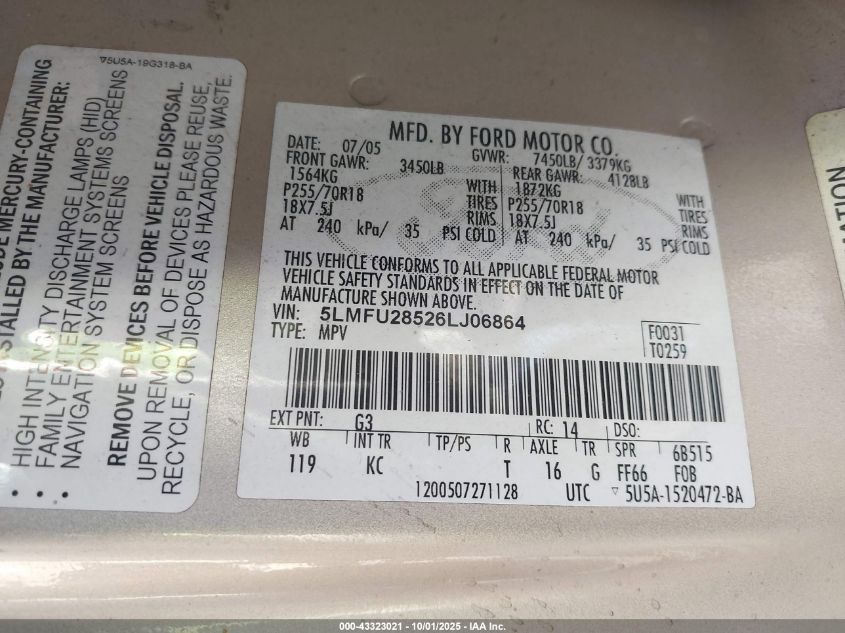 ▽5U5A-19G318-BA
MERCURY-CONTAINING
INSTALLED BY THE MANUFACTURER:
• HIGH INTENSITY DISCHARGE LAMPS (HID)
• FAMILY ENTERTAINMENT SYSTEMS SCREENS
• NAVIGATION SYSTEM SCREENS
REMOVE DEVICES BEFORE VEHICLE DISPOSAL.
UPON REMOVAL OF DEVICES PLEASE REUSE,
RECYCLE, OR DISPOSE AS HAZARDOUS WASTE.
MFD. BY FORD MOTOR CO.
DATE: 07/05 GVWR: 7450LB/ 3379KG
FRONT GAWR: 3450LB REAR GAWR: 4128LB
1564KG WITH 1872KG WITH
P255/70R18 TIRES P255/70R18 TIRES
18X7.5J RIMS 18X7.5J RIMS
AT 240 kPa/ 35 PSI COLD AT 240 kPa/ 35 PSI COLD
THIS VEHICLE CONFORMS TO ALL APPLICABLE FEDERAL MOTOR
VEHICLE SAFETY STANDARDS IN EFFECT ON THE DATE OF
MANUFACTURE SHOWN ABOVE.
VIN: 5LMFU28526LJ06864
TYPE: MPV
F0031
T0259
EXT PNT: G3 RC: 14 DSO:
WB INT TR TP/PS R AXLE TR SPR 6B515
119 KC T 16 G FF66 F0B
1200507271128 UTC ▽ 5U5A-1520472-BA
000-43323021 - 10/01/2025 - IAA Inc.